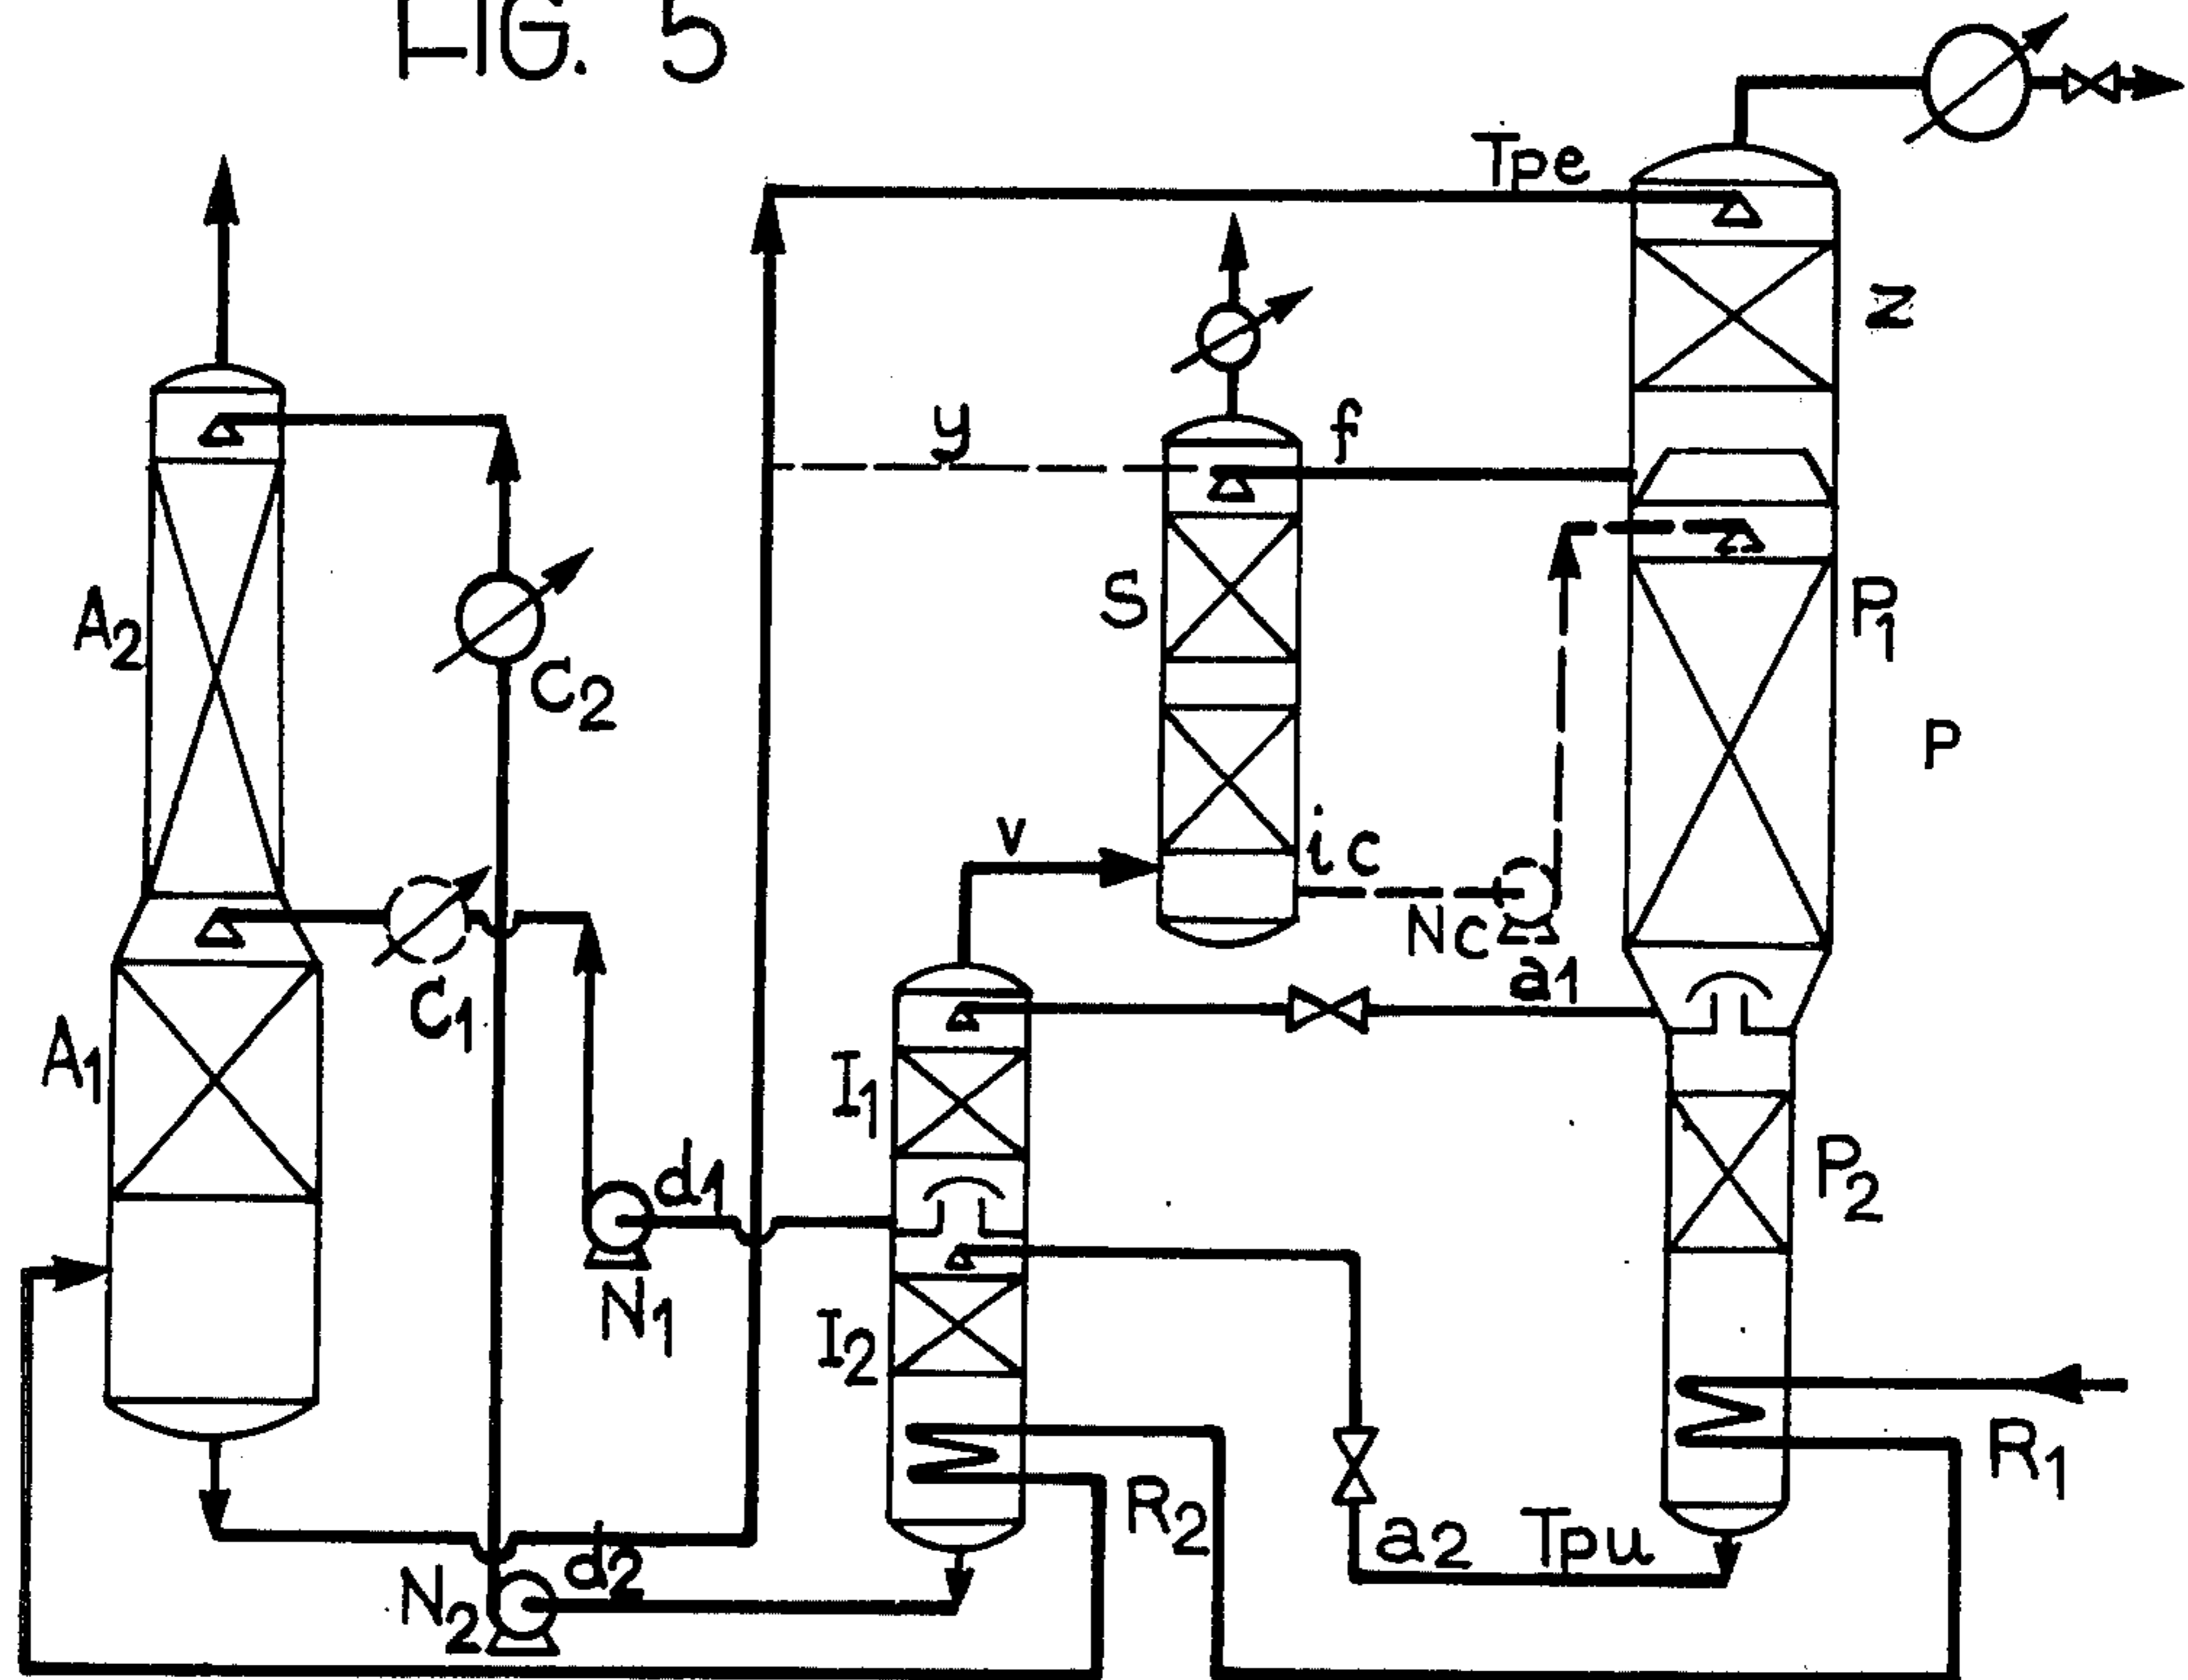 FIG. 5
Tpe
Z
y
f
A2
S
P1
C2
P
v
ic
Nc
a1
C1
A1
I1
d1
P2
N1
I2
R1
R2
a2 Tpu
d2
N2